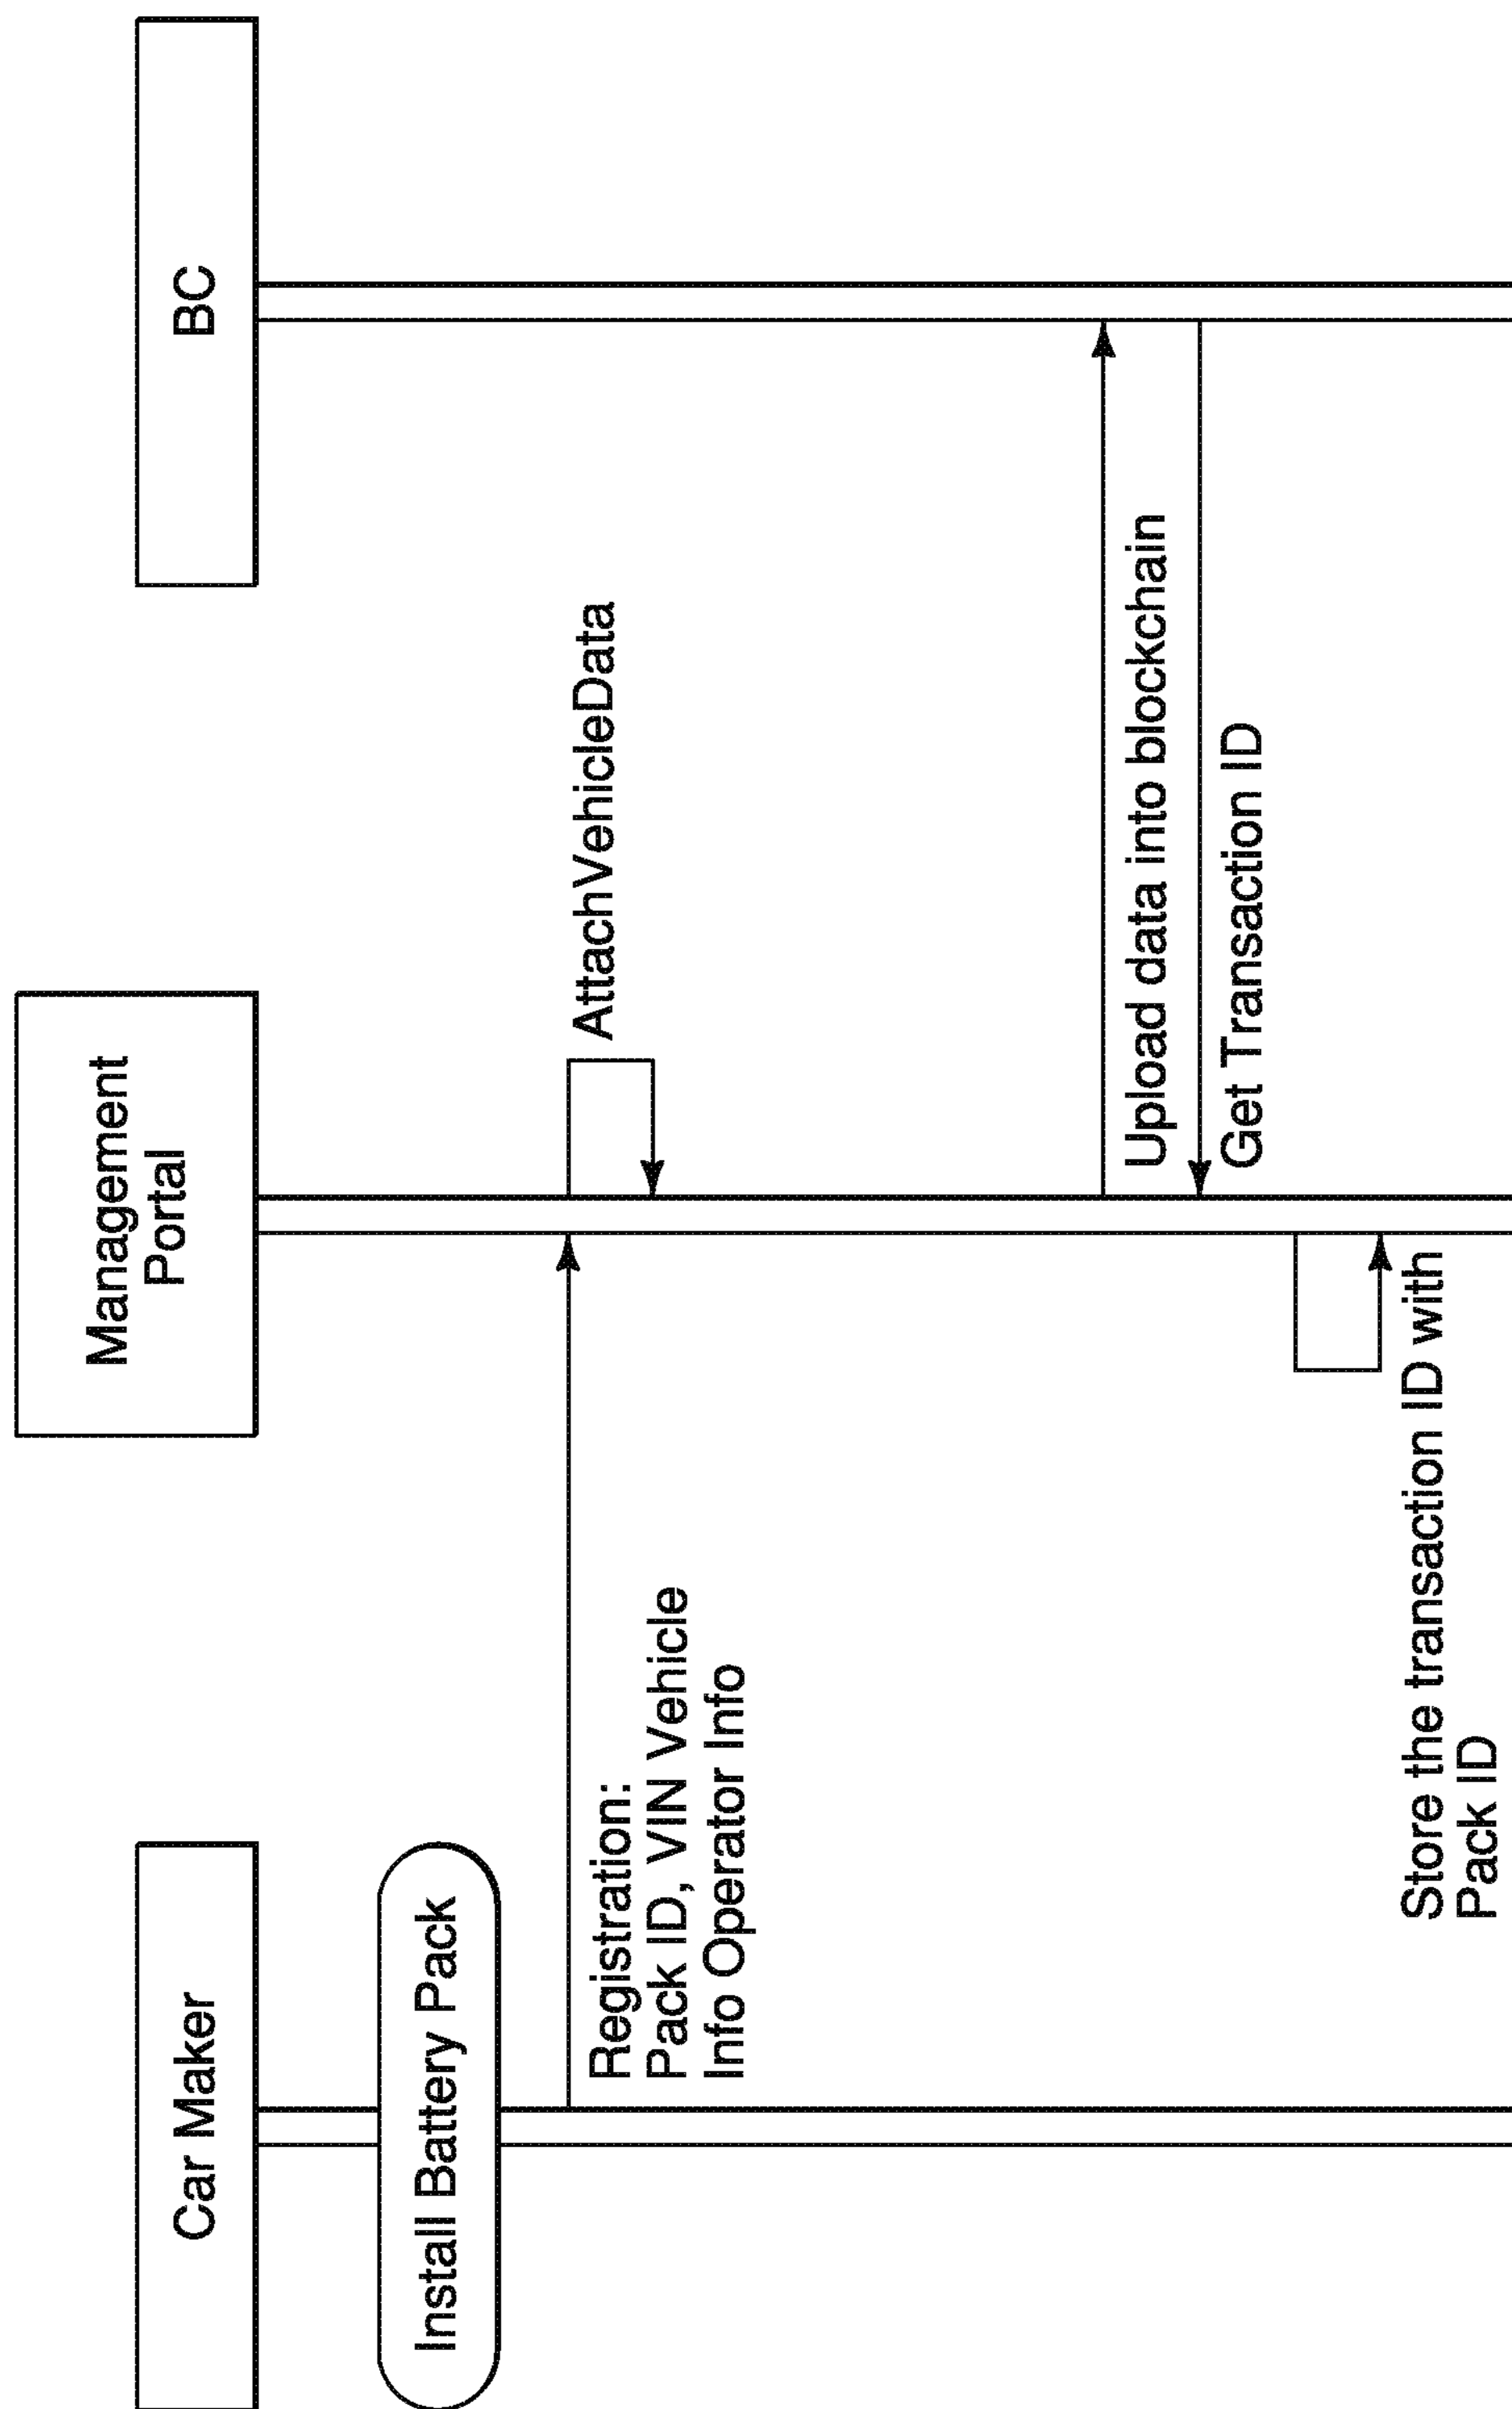 Car Maker
Management
Portal
BC
Install Battery Pack
Registration:
Pack ID, VIN Vehicle
Info Operator Info
AttachVehicleData
Upload data into blockchain
Get Transaction ID
Store the transaction ID with
Pack ID